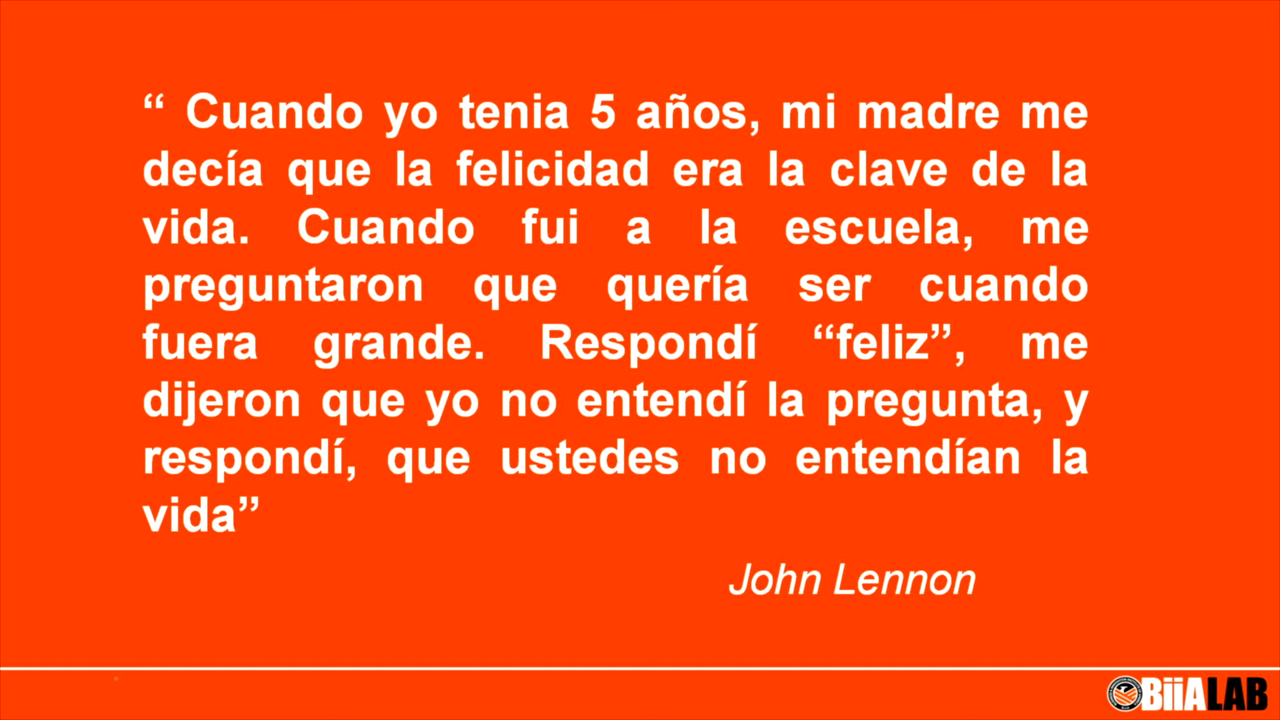 “ Cuando yo tenia 5 años, mi madre me
decía que la felicidad era la clave de la
vida. Cuando fui a la escuela, me
preguntaron que quería ser cuando
fuera grande. Respondí “feliz”, me
dijeron que yo no entendí la pregunta, y
respondí, que ustedes no entendían la
vida”
John Lennon
BiiALAB